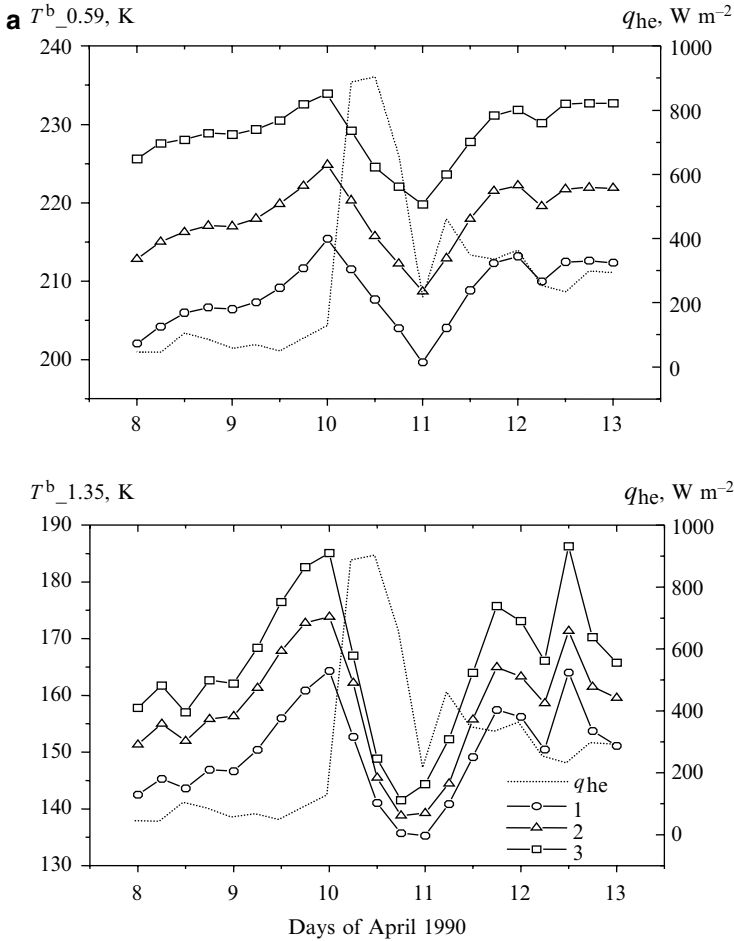 a T^b_0.59, K q_he, W m^–2
240 1000
230 800
220 600
400
210 200
200 0
8 9 10 11 12 13
T^b_1.35, K q_he, W m^–2
190 1000
180 800
170 600
160 400
150 q_he 200
1
140 2 0
3
130
8 9 10 11 12 13
Days of April 1990